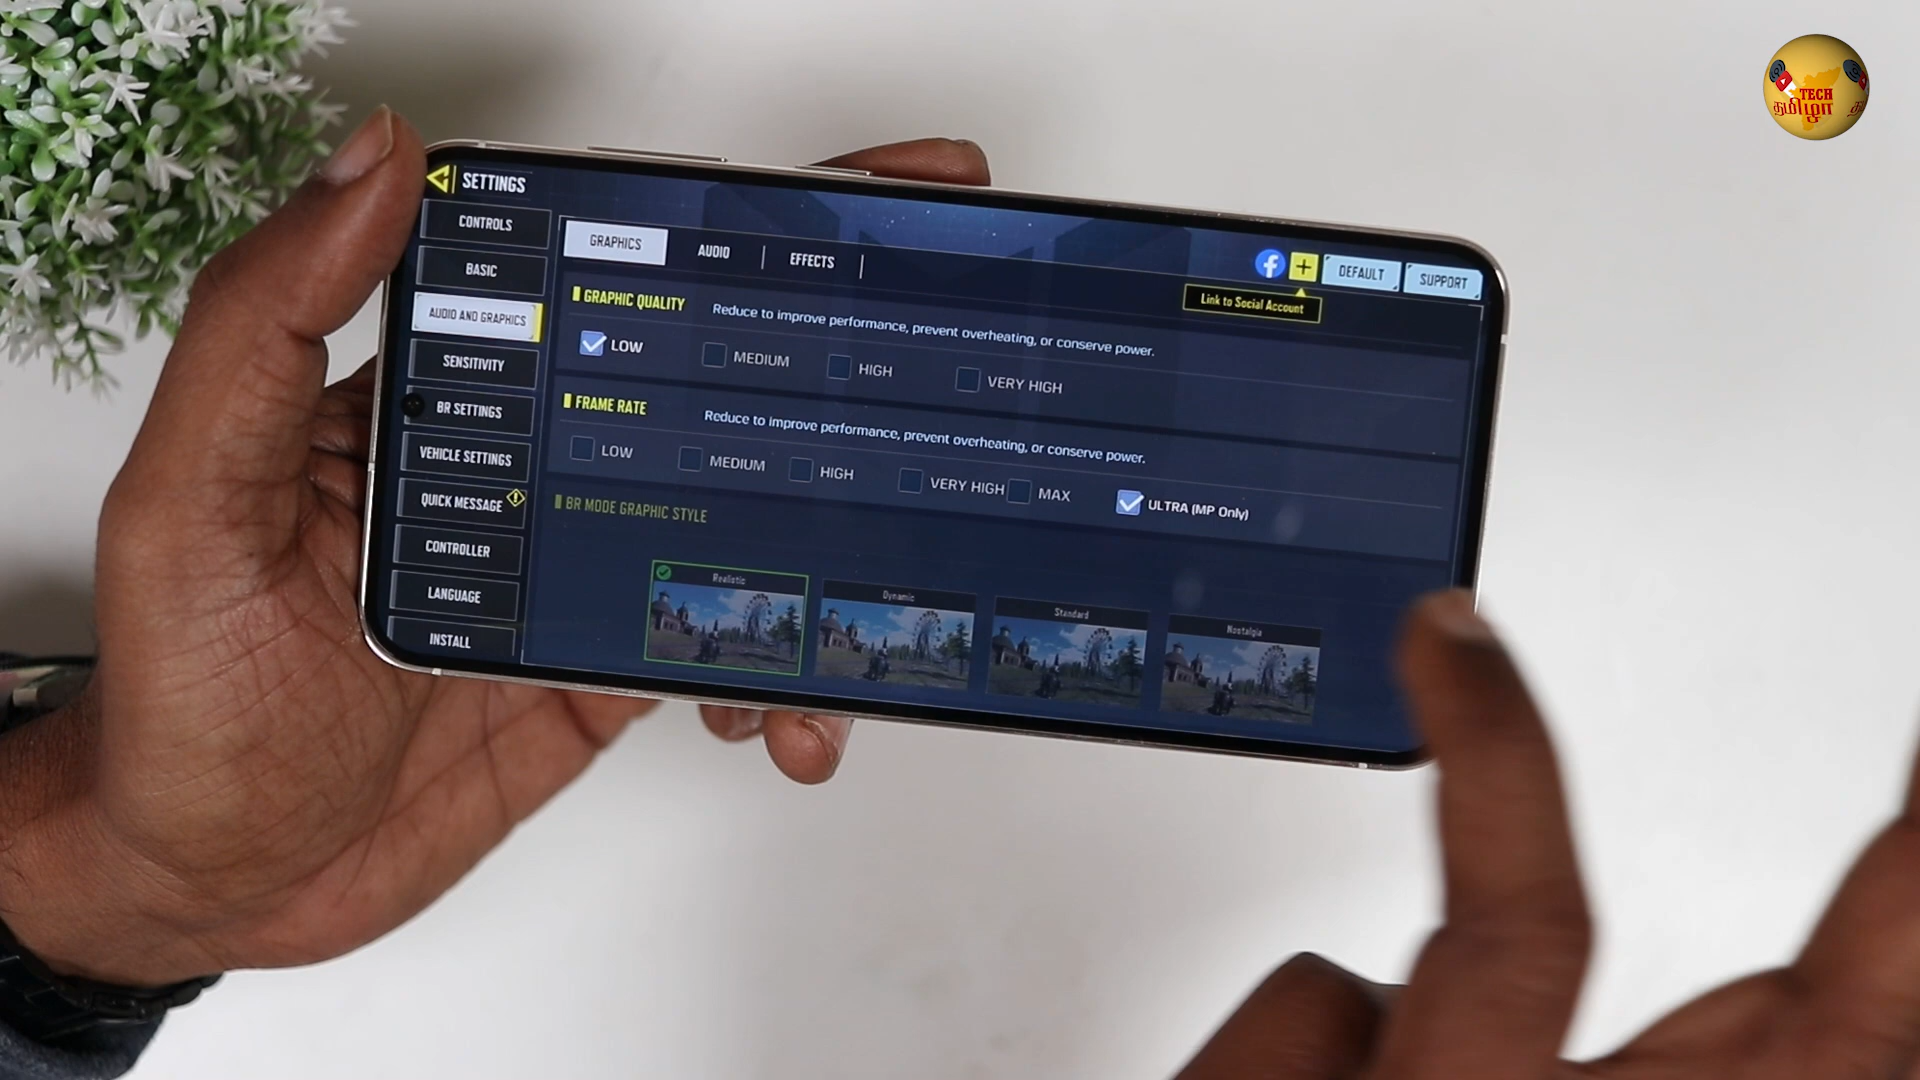 SETTINGS
CONTROLS
BASIC
AUDIO AND GRAPHICS
SENSITIVITY
BR SETTINGS
VEHICLE SETTINGS
QUICK MESSAGE
CONTROLLER
LANGUAGE
INSTALL
GRAPHICS
AUDIO
EFFECTS
DEFAULT
SUPPORT
Link to Social Account
GRAPHIC QUALITY
Reduce to improve performance, prevent overheating, or conserve power.
LOW MEDIUM HIGH VERY HIGH
FRAME RATE
Reduce to improve performance, prevent overheating, or conserve power.
LOW MEDIUM HIGH VERY HIGH MAX ULTRA (MP Only)
BR MODE GRAPHIC STYLE
Realistic Dynamic Standard Nostalgia
TECH
தமிழா